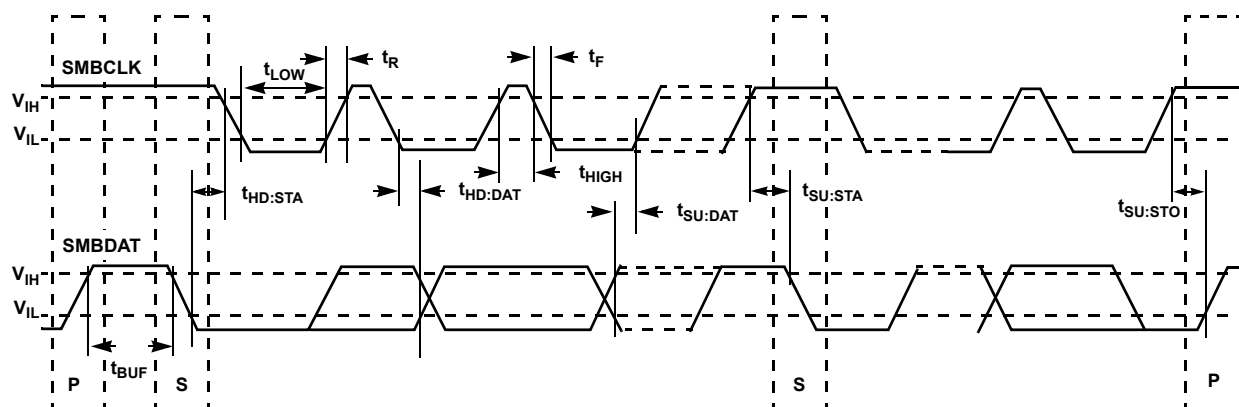 SMBCLK
tLOW
tR
tF
VIH
VIL
tHD:STA
tHD:DAT
tHIGH
tSU:DAT
tSU:STA
tSU:STO
SMBDAT
VIH
VIL
tBUF
P
S
S
P